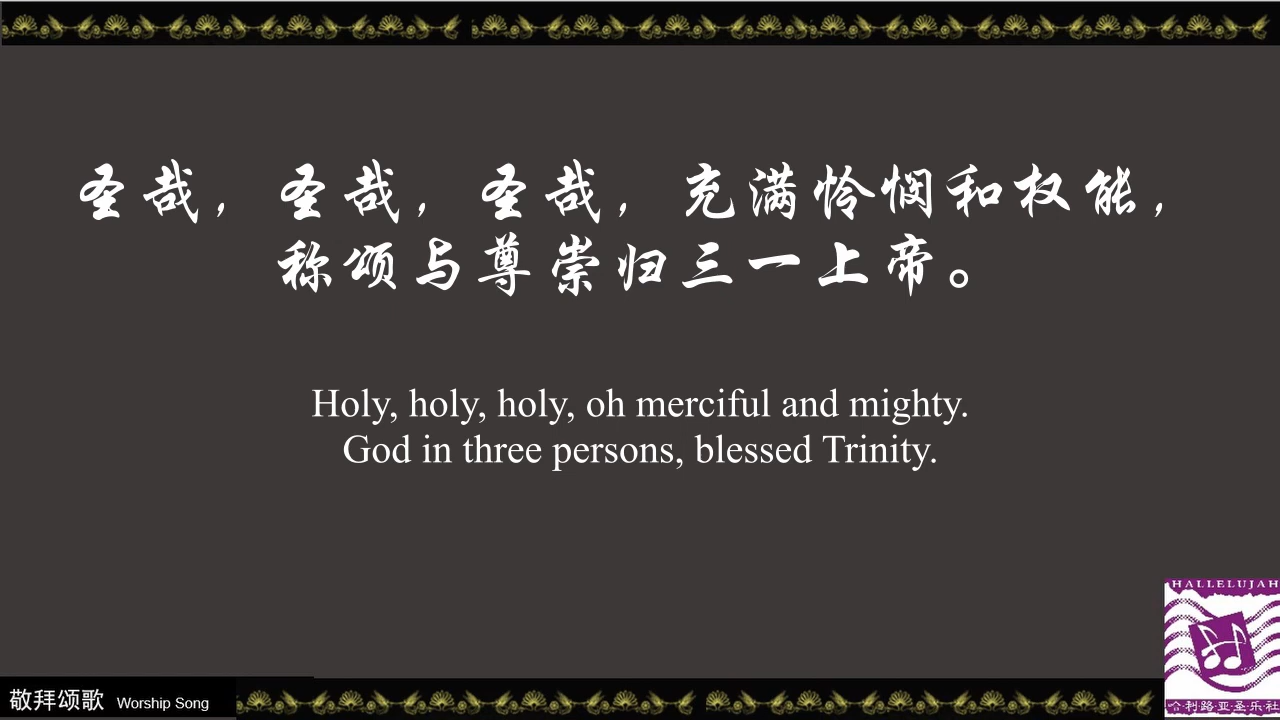 圣哉，圣哉，圣哉，充满怜悯和权能，
称颂与尊崇归三一上帝。
Holy, holy, holy, oh merciful and mighty.
God in three persons, blessed Trinity.
HALLELUJAH
哈利路亚圣乐社
敬拜颂歌 Worship Song